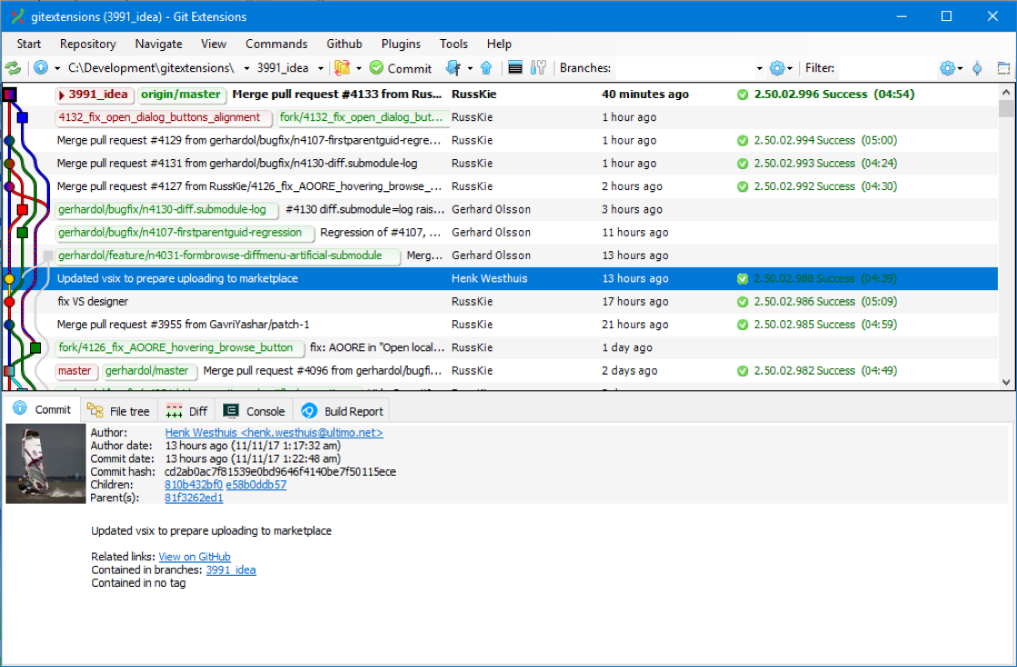 gitextensions (3991_idea) - Git Extensions
Start Repository Navigate View Commands Github Plugins Tools Help
C:\Development\gitextensions\ 3991_idea Commit Branches: Filter:
3991_idea origin/master Merge pull request #4133 from Rus... RussKie 40 minutes ago 2.50.02.996 Success (04:54)
4132_fix_open_dialog_buttons_alignment fork/4132_fix_open_dialog_but... RussKie 1 hour ago
Merge pull request #4129 from gerhardol/bugfix/n4107-firstparentguid-regre... RussKie 1 hour ago 2.50.02.994 Success (05:00)
Merge pull request #4131 from gerhardol/bugfix/n4130-diff.submodule-log RussKie 1 hour ago 2.50.02.993 Success (04:24)
Merge pull request #4127 from RussKie/4126_fix_AOORE_hovering_browse_... RussKie 2 hours ago 2.50.02.992 Success (04:30)
gerhardol/bugfix/n4130-diff.submodule-log #4130 diff.submodule=log rais... Gerhard Olsson 3 hours ago
gerhardol/bugfix/n4107-firstparentguid-regression Regression of #4107, ... Gerhard Olsson 11 hours ago
gerhardol/feature/n4031-formbrowse-diffmenu-artificial-submodule Merg... Gerhard Olsson 13 hours ago
Updated vsix to prepare uploading to marketplace Henk Westhuis 13 hours ago 2.50.02.988 Success (04:39)
fix VS designer RussKie 17 hours ago 2.50.02.986 Success (05:09)
Merge pull request #3955 from GavriYashar/patch-1 RussKie 21 hours ago 2.50.02.985 Success (04:59)
fork/4126_fix_AOORE_hovering_browse_button fix: AOORE in "Open local... RussKie 1 day ago
master gerhardol/master Merge pull request #4096 from gerhardol/bugfi... RussKie 2 days ago 2.50.02.982 Success (04:49)
Commit File tree Diff Console Build Report
Author: Henk Westhuis <henk.westhuis@ultimo.net>
Author date: 13 hours ago (11/11/17 1:17:32 am)
Commit date: 13 hours ago (11/11/17 1:22:48 am)
Commit hash: cd2ab0ac7f81539e0bd9646f4140be7f50115ece
Children: 810b432bf0 e58b0ddb57
Parent(s): 81f3262ed1
Updated vsix to prepare uploading to marketplace
Related links: View on GitHub
Contained in branches: 3991_idea
Contained in no tag